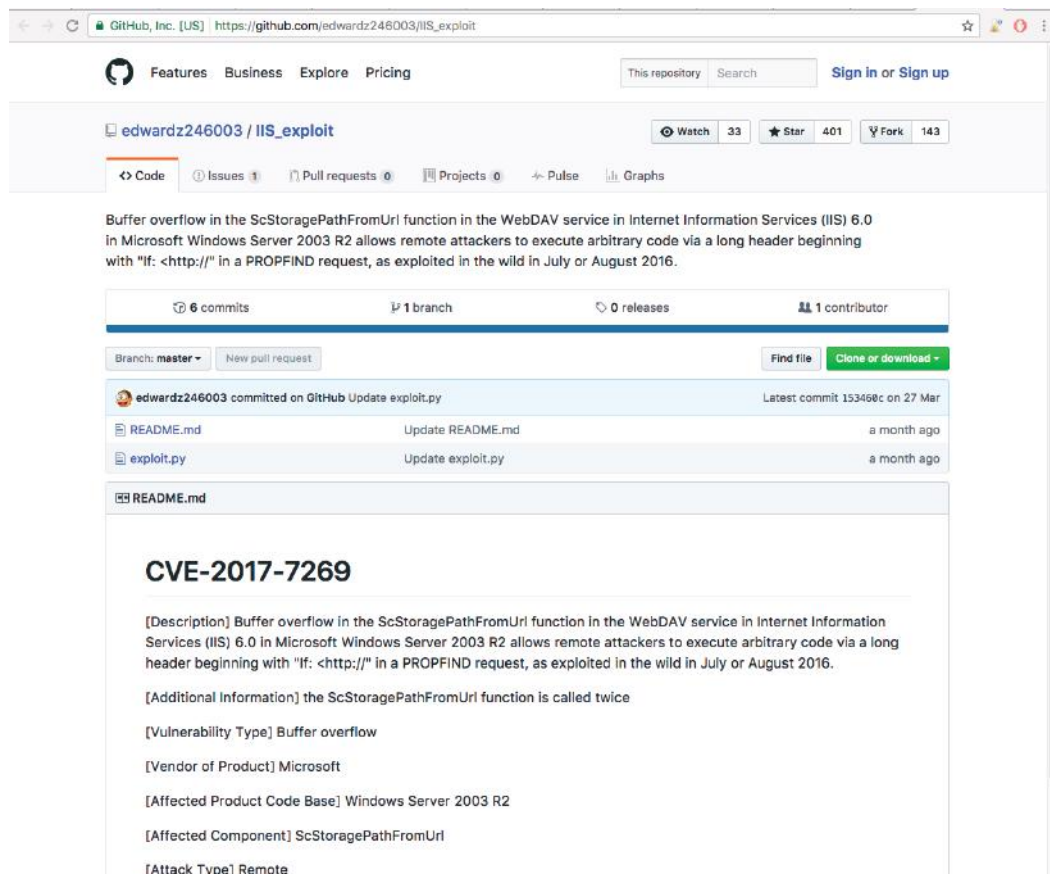 GitHub, Inc. [US] https://github.com/edwardz246003/IIS_exploit
Features Business Explore Pricing This repository Search Sign in or Sign up
edwardz246003 / IIS_exploit Watch 33 Star 401 Fork 143
<> Code Issues 1 Pull requests 0 Projects 0 Pulse Graphs
Buffer overflow in the ScStoragePathFromUrl function in the WebDAV service in Internet Information Services (IIS) 6.0
in Microsoft Windows Server 2003 R2 allows remote attackers to execute arbitrary code via a long header beginning
with "If: <http://" in a PROPFIND request, as exploited in the wild in July or August 2016.
6 commits 1 branch 0 releases 1 contributor
Branch: master New pull request Find file Clone or download
edwardz246003 committed on GitHub Update exploit.py Latest commit 153460c on 27 Mar
README.md Update README.md a month ago
exploit.py Update exploit.py a month ago
README.md
CVE-2017-7269
[Description] Buffer overflow in the ScStoragePathFromUrl function in the WebDAV service in Internet Information
Services (IIS) 6.0 in Microsoft Windows Server 2003 R2 allows remote attackers to execute arbitrary code via a long
header beginning with "If: <http://" in a PROPFIND request, as exploited in the wild in July or August 2016.
[Additional Information] the ScStoragePathFromUrl function is called twice
[Vulnerability Type] Buffer overflow
[Vendor of Product] Microsoft
[Affected Product Code Base] Windows Server 2003 R2
[Affected Component] ScStoragePathFromUrl
[Attack Type] Remote